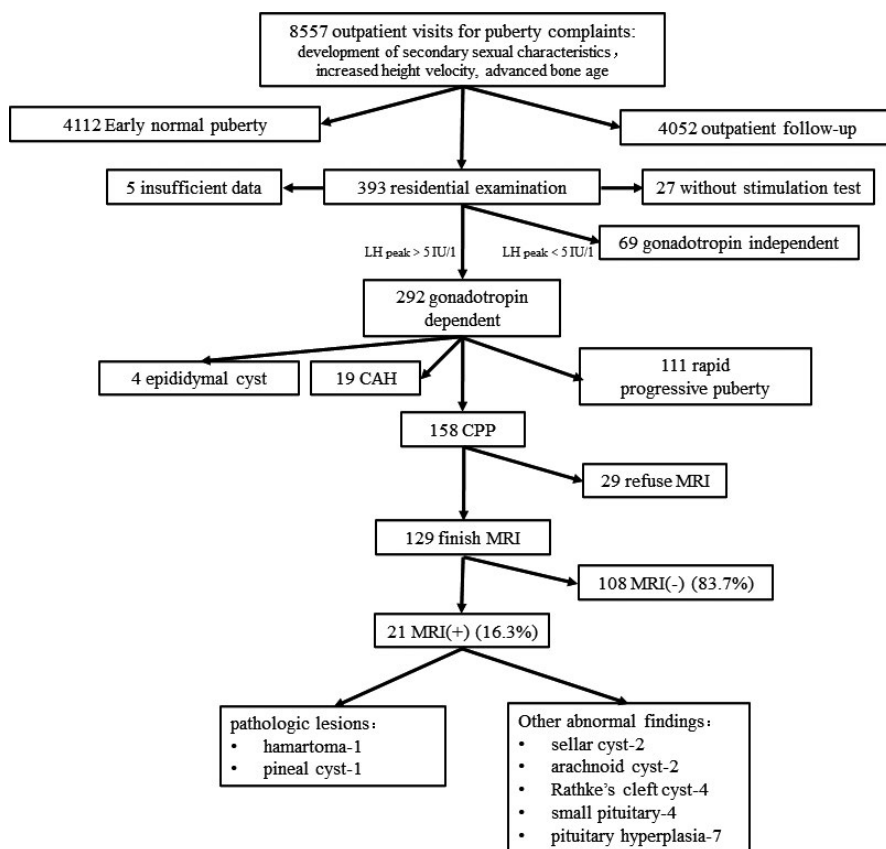 8557 outpatient visits for puberty complaints:
development of secondary sexual characteristics，
increased height velocity, advanced bone age
4112 Early normal puberty
4052 outpatient follow-up
5 insufficient data
393 residential examination
27 without stimulation test
LH peak > 5 IU/1
LH peak < 5 IU/1
69 gonadotropin independent
292 gonadotropin
dependent
4 epididymal cyst
19 CAH
111 rapid
progressive puberty
158 CPP
29 refuse MRI
129 finish MRI
108 MRI(-) (83.7%)
21 MRI(+) (16.3%)
pathologic lesions：
• hamartoma-1
• pineal cyst-1
Other abnormal findings：
• sellar cyst-2
• arachnoid cyst-2
• Rathke’s cleft cyst-4
• small pituitary-4
• pituitary hyperplasia-7